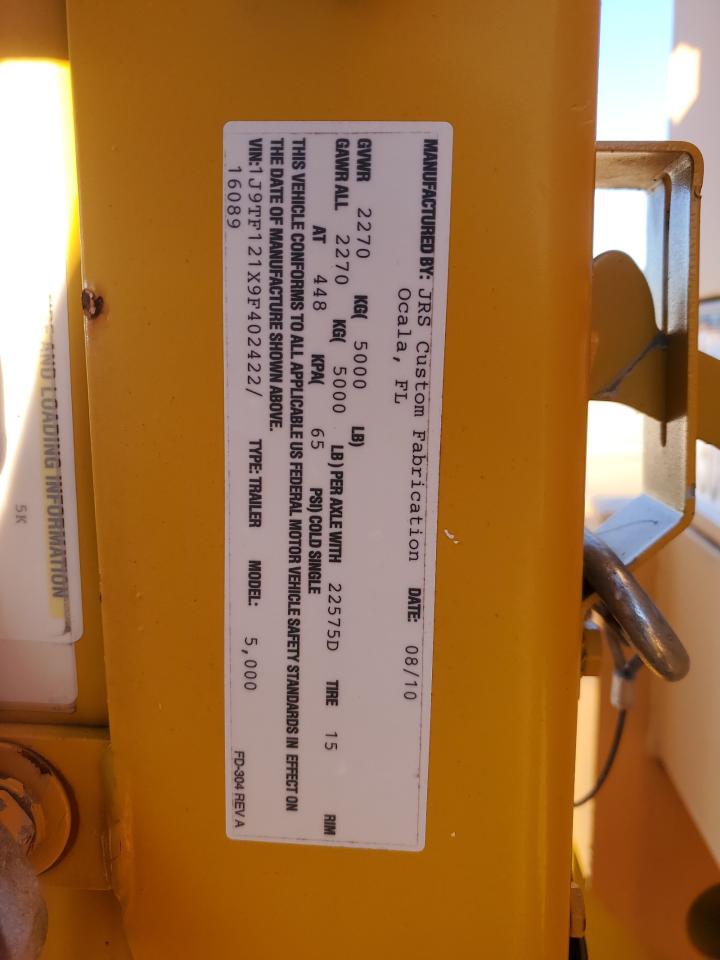 MANUFACTURED BY: JRS Custom Fabrication DATE: 08/10
Ocala, FL
GVWR 2270 KG( 5000 LB)
GAWR ALL 2270 KG( 5000 LB) PER AXLE WITH 22575D TIRE 15 RIM
AT 448 KPA( 65 PSI) COLD SINGLE
THIS VEHICLE CONFORMS TO ALL APPLICABLE US FEDERAL MOTOR VEHICLE SAFETY STANDARDS IN EFFECT ON
THE DATE OF MANUFACTURE SHOWN ABOVE.
VIN:1J9TF121X9F402422/ TYPE: TRAILER MODEL: 5,000
16089
FD-304 REV A
AND LOADING INFORMATION
5K